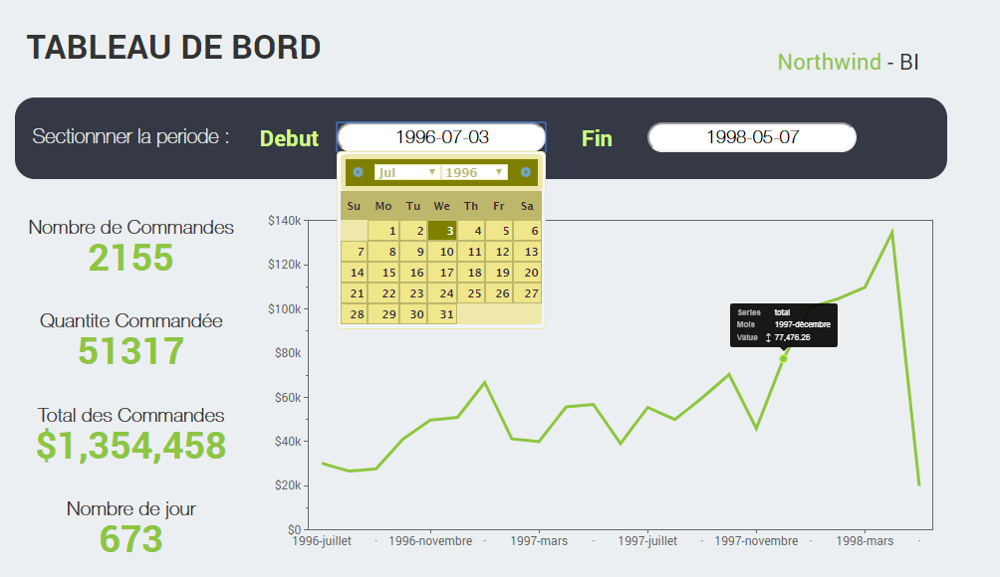 TABLEAU DE BORD
Northwind - BI
Sectionnner la periode :
Debut
1996-07-03
Fin
1998-05-07
Jul
1996
Su Mo Tu We Th Fr Sa
1 2 3 4 5 6
7 8 9 10 11 12 13
14 15 16 17 18 19 20
21 22 23 24 25 26 27
28 29 30 31
Nombre de Commandes
2155
Quantite Commandée
51317
Total des Commandes
$1,354,458
Nombre de jour
673
$140k
$120k
$100k
$80k
$60k
$40k
$20k
$0
Series total
Mois 1997-décembre
Value 77,476.26
1996-juillet 1996-novembre 1997-mars 1997-juillet 1997-novembre 1998-mars